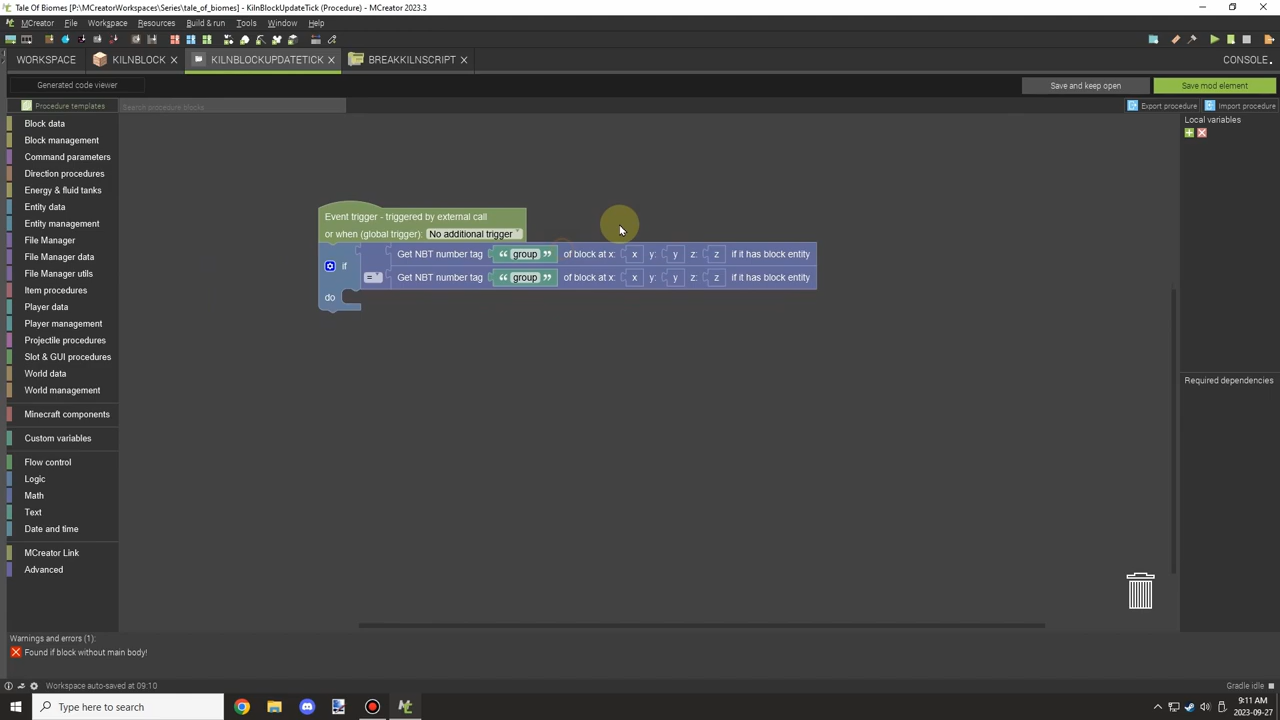 Tale Of Biomes [P:\MCreatorWorkspaces\Series\tale_of_biomes] - KilnBlockUpdateTick (Procedure) - MCreator 2023.3
MCreator File Workspace Resources Build & run Tools Window Help
WORKSPACE KILNBLOCK KILNBLOCKUPDATETICK BREAKKILNSCRIPT CONSOLE
Generated code viewer Save and keep open Save mod element
Procedure templates Search procedure blocks Export procedure Import procedure
Local variables
Block data
Block management
Command parameters
Direction procedures
Energy & fluid tanks
Entity data
Entity management
File Manager
File Manager data
File Manager utils
Item procedures
Player data
Player management
Projectile procedures
Slot & GUI procedures
World data
World management
Minecraft components
Custom variables
Flow control
Logic
Math
Text
Date and time
MCreator Link
Advanced
Event trigger - triggered by external call
or when (global trigger): No additional trigger
if
Get NBT number tag “ group ” of block at x: x y: y z: z if it has block entity
= Get NBT number tag “ group ” of block at x: x y: y z: z if it has block entity
do
Required dependencies
Warnings and errors (1):
Found if block without main body!
Workspace auto-saved at 09:10 Gradle idle
Type here to search
9:11 AM
2023-09-27